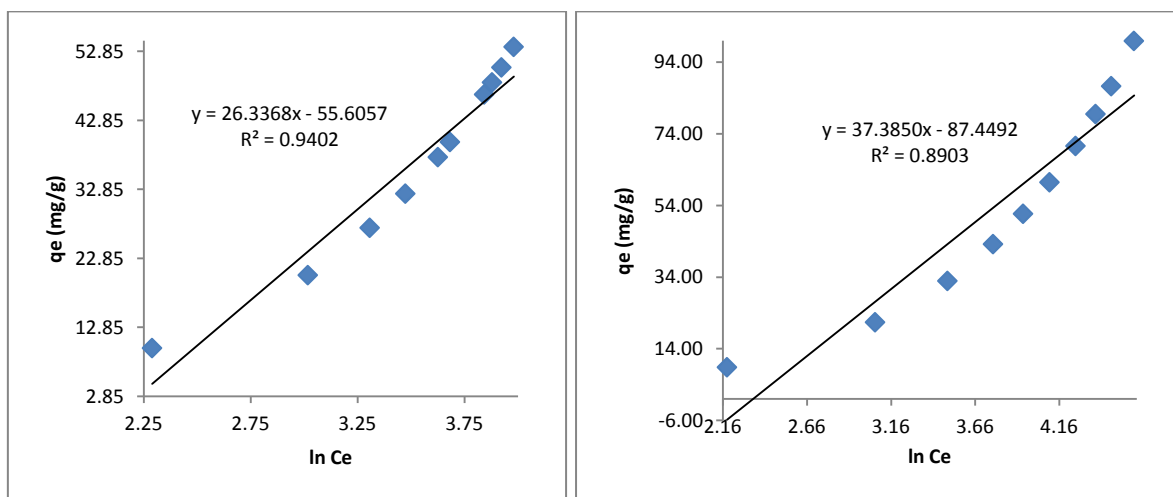 52.85
42.85
32.85
22.85
12.85
2.85
2.25
2.75
3.25
3.75
qe (mg/g)
ln Ce
y = 26.3368x - 55.6057
R² = 0.9402
94.00
74.00
54.00
34.00
14.00
-6.00
2.16
2.66
3.16
3.66
4.16
qe (mg/g)
ln Ce
y = 37.3850x - 87.4492
R² = 0.8903